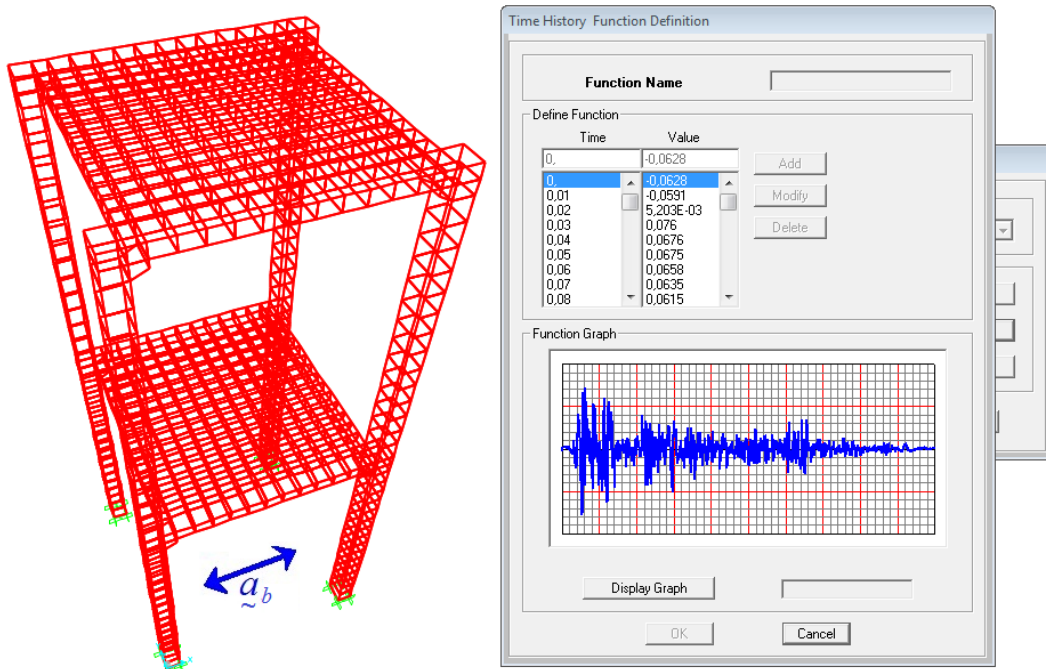 a b
Time History Function Definition
Function Name
Define Function
Time Value
0, -0,0628
Add
0, -0,0628
0,01 -0,0591
Modify
0,02 5,203E-03
0,03 0,076
Delete
0,04 0,0676
0,05 0,0675
0,06 0,0658
0,07 0,0635
0,08 0,0615
Function Graph
Display Graph
OK Cancel